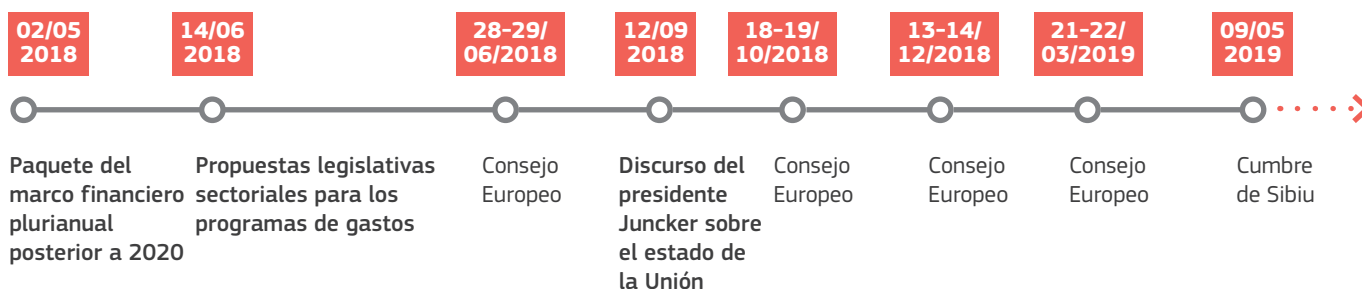 02/05
2018
14/06
2018
28-29/
06/2018
12/09
2018
18-19/
10/2018
13-14/
12/2018
21-22/
03/2019
09/05
2019
Paquete del
marco financiero
plurianual
posterior a 2020
Propuestas legislativas
sectoriales para los
programas de gastos
Consejo
Europeo
Discurso del
presidente
Juncker sobre
el estado de
la Unión
Consejo
Europeo
Consejo
Europeo
Consejo
Europeo
Cumbre
de Sibiu